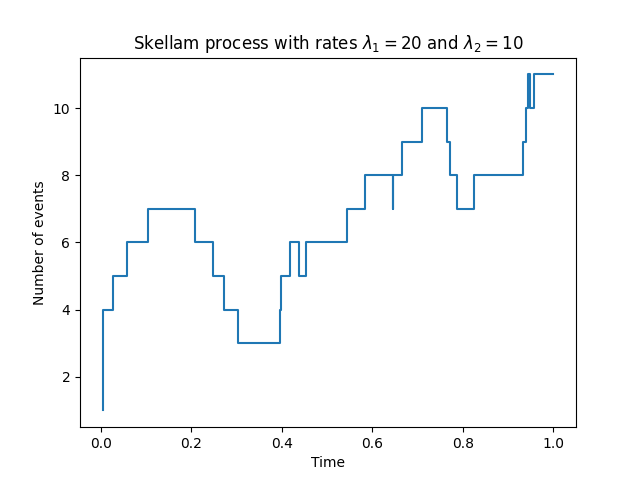 Skellam process with rates λ₁ = 20 and λ₂ = 10
Number of events
10
8
6
4
2
0.0 0.2 0.4 0.6 0.8 1.0
Time